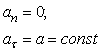 aₙ = 0,
a_τ = a = const